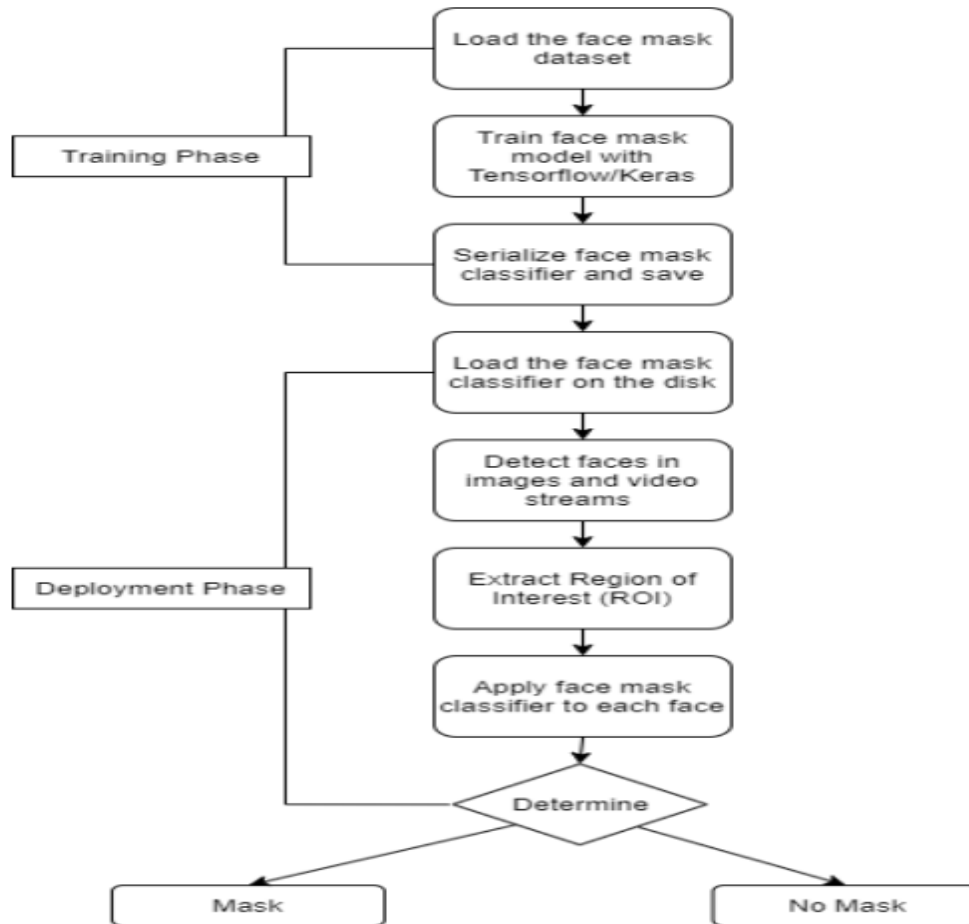 Load the face mask
dataset
Training Phase
Train face mask
model with
Tensorflow/Keras
Serialize face mask
classifier and save
Load the face mask
classifier on the disk
Detect faces in
images and video
streams
Deployment Phase
Extract Region of
Interest (ROI)
Apply face mask
classifier to each face
Determine
Mask
No Mask